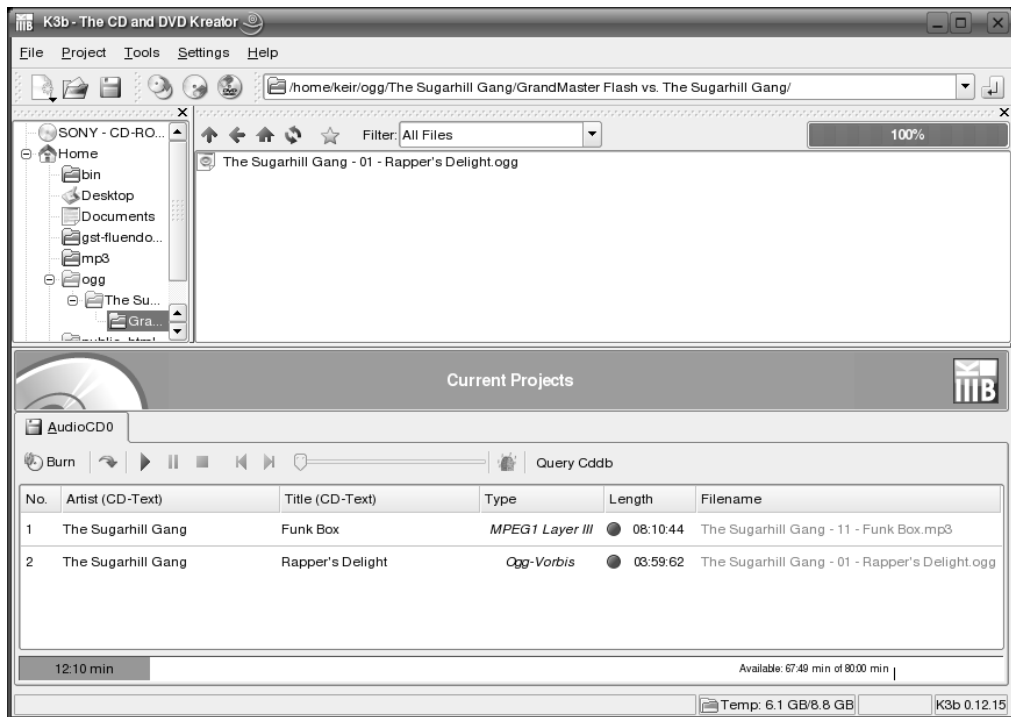 K3b - The CD and DVD Kreator
File Project Tools Settings Help
/home/keir/ogg/The Sugarhill Gang/GrandMaster Flash vs. The Sugarhill Gang/
SONY - CD-RO...
Home
bin
Desktop
Documents
gst-fluendo...
mp3
ogg
The Su...
Gra...
Filter: All Files
100%
The Sugarhill Gang - 01 - Rapper's Delight.ogg
Current Projects
K3B
AudioCD0
Burn Query Cddb
No. Artist (CD-Text) Title (CD-Text) Type Length Filename
1 The Sugarhill Gang Funk Box MPEG1 Layer III 08:10:44 The Sugarhill Gang - 11 - Funk Box.mp3
2 The Sugarhill Gang Rapper's Delight Ogg-Vorbis 03:59:62 The Sugarhill Gang - 01 - Rapper's Delight.ogg
12:10 min Available: 67:49 min of 80:00 min
Temp: 6.1 GB/8.8 GB K3b 0.12.15